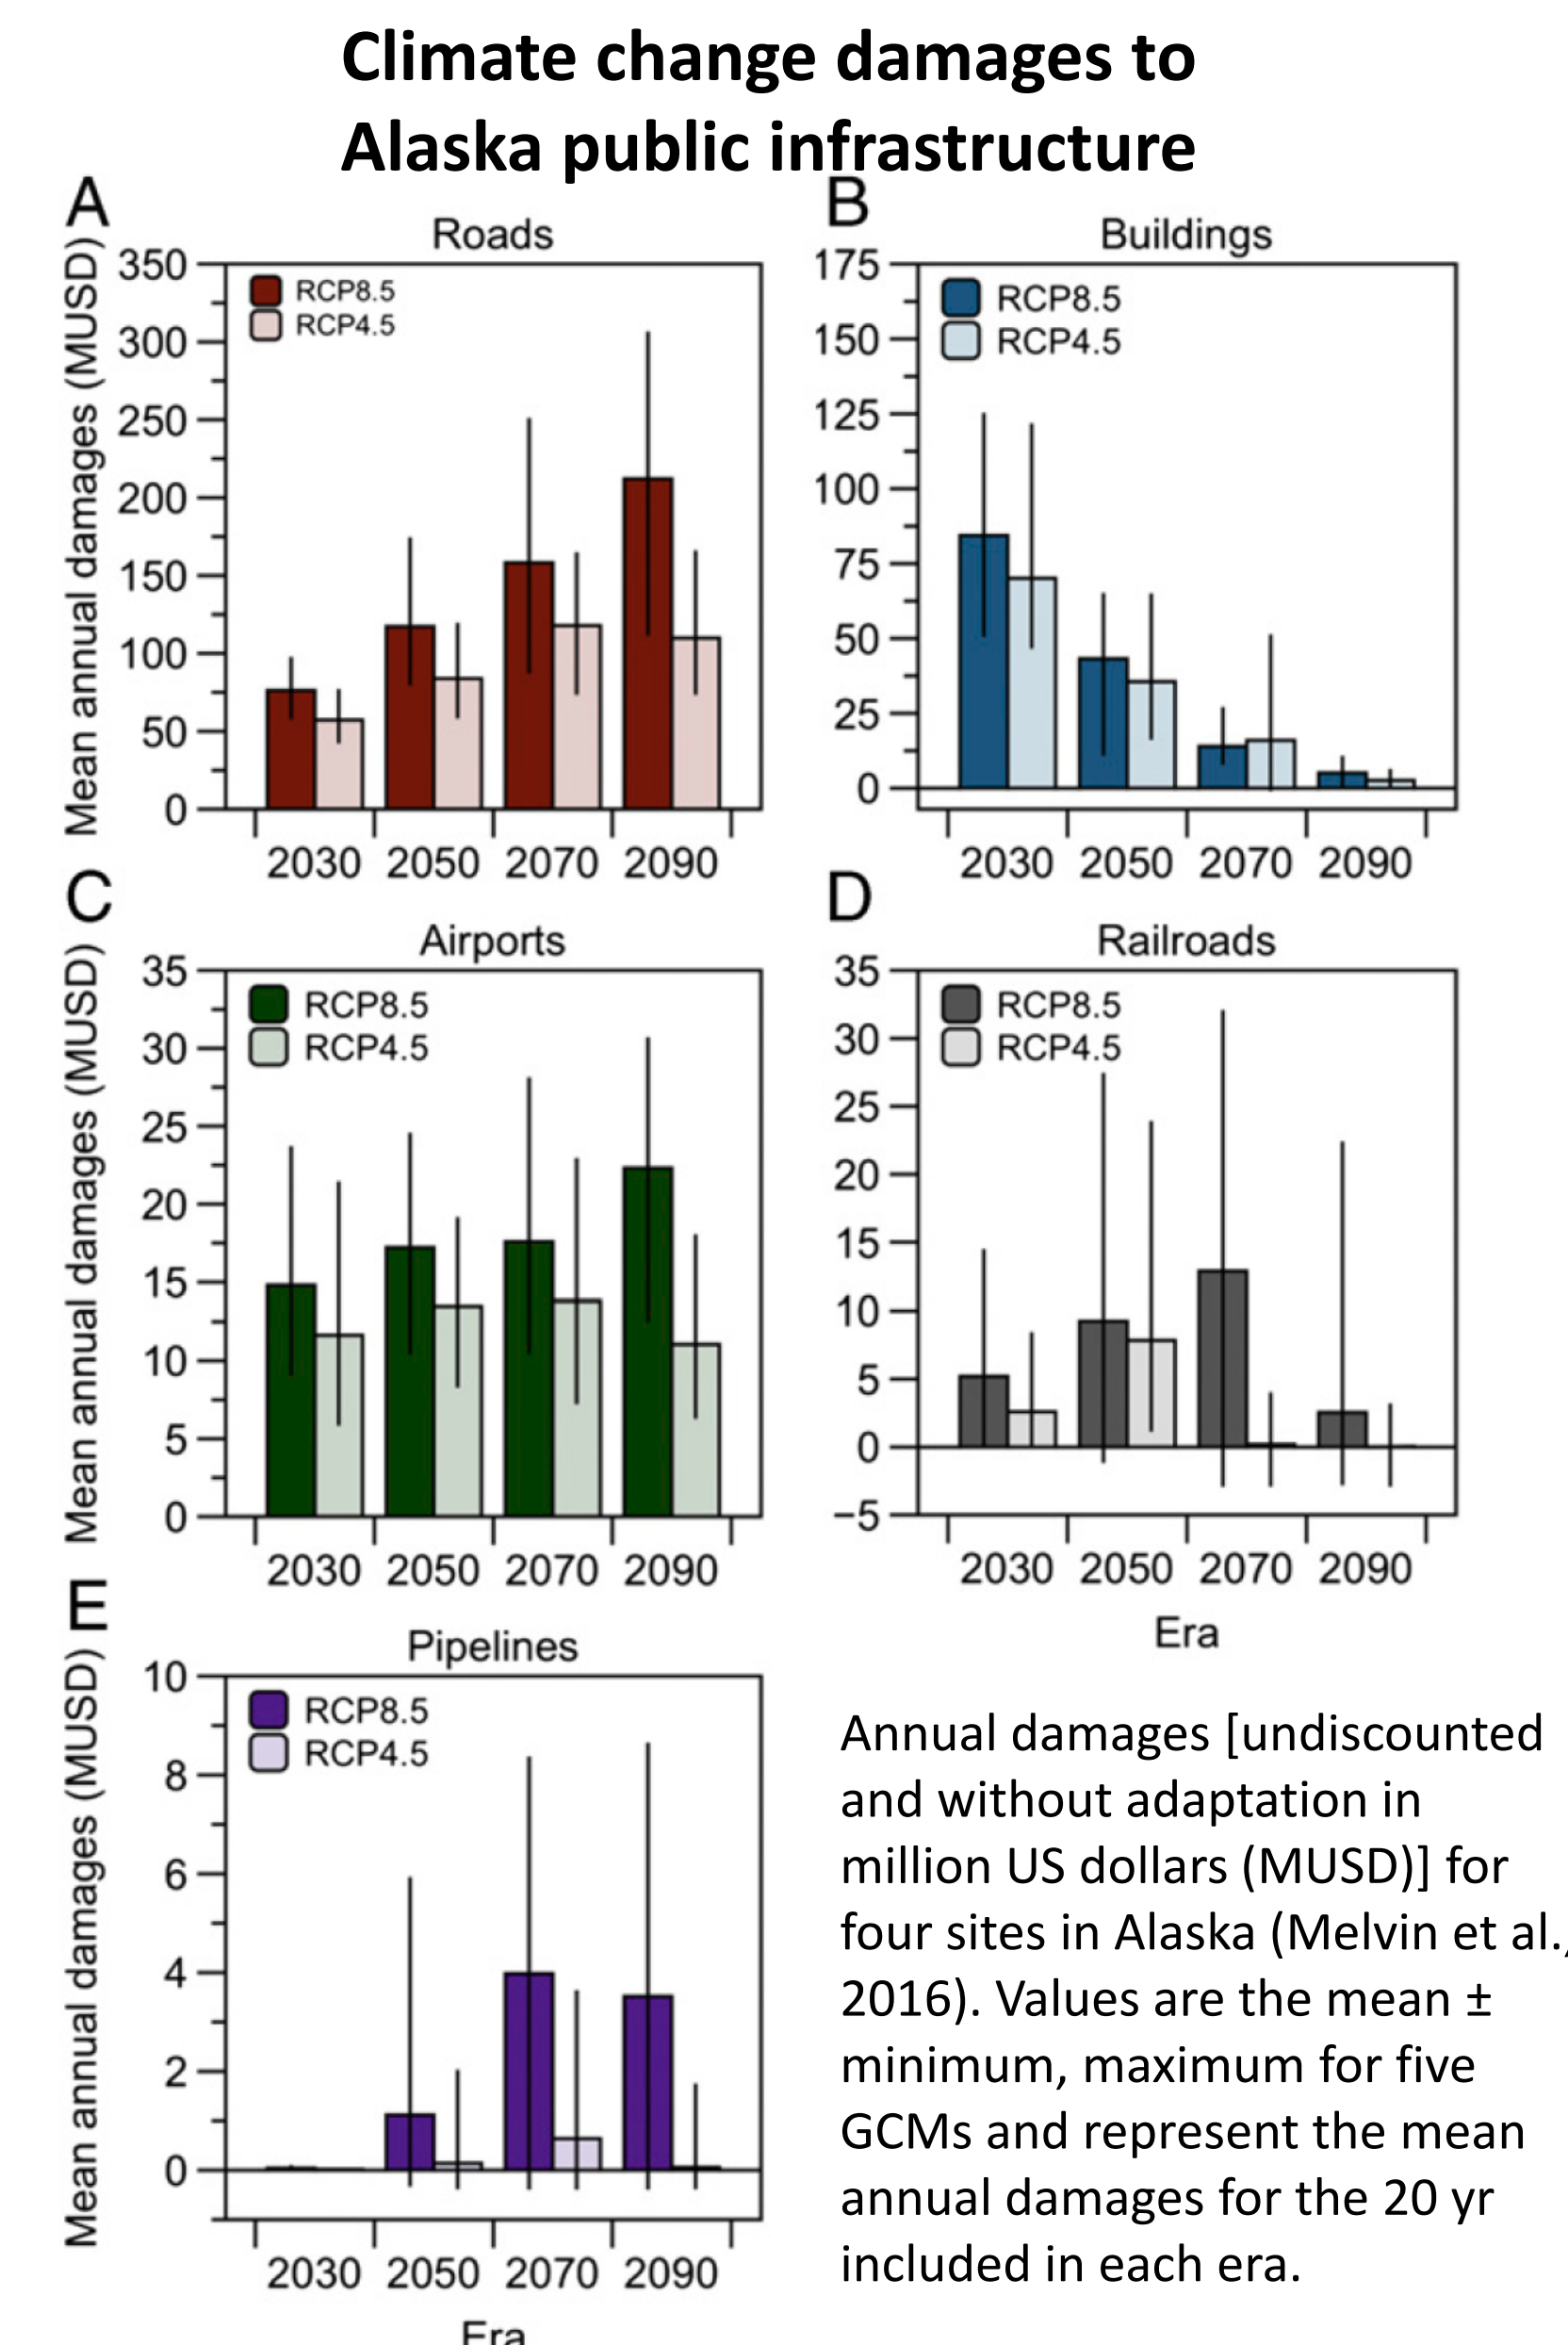 Climate change damages to
Alaska public infrastructure
A
Roads
Mean annual damages (MUSD)
350
300
250
200
150
100
50
0
RCP8.5
RCP4.5
2030 2050 2070 2090
B
Buildings
175
150
125
100
75
50
25
0
RCP8.5
RCP4.5
2030 2050 2070 2090
C
Airports
Mean annual damages (MUSD)
35
30
25
20
15
10
5
0
RCP8.5
RCP4.5
2030 2050 2070 2090
D
Railroads
35
30
25
20
15
10
5
0
−5
RCP8.5
RCP4.5
2030 2050 2070 2090
Era
E
Pipelines
Mean annual damages (MUSD)
10
8
6
4
2
0
RCP8.5
RCP4.5
2030 2050 2070 2090
Era
Annual damages [undiscounted
and without adaptation in
million US dollars (MUSD)] for
four sites in Alaska (Melvin et al.,
2016). Values are the mean ±
minimum, maximum for five
GCMs and represent the mean
annual damages for the 20 yr
included in each era.